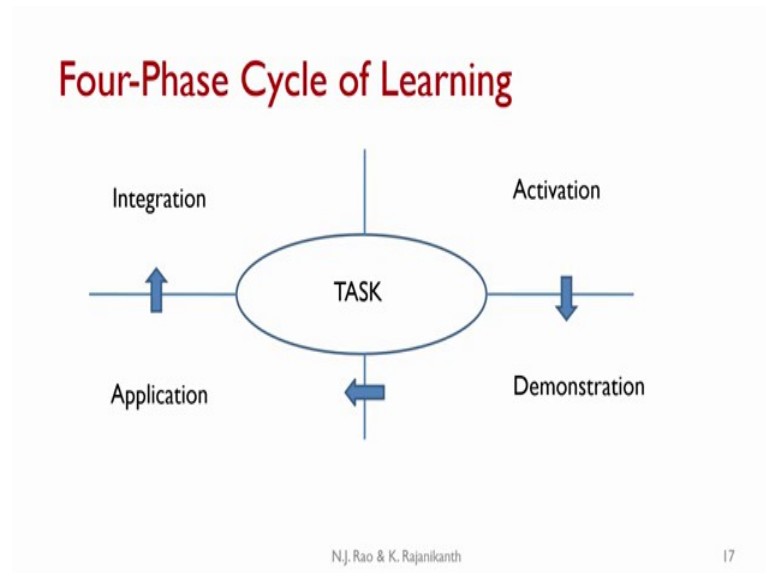 Four-Phase Cycle of Learning
Integration
Activation
TASK
Application
Demonstration
N.J. Rao & K. Rajanikanth
17